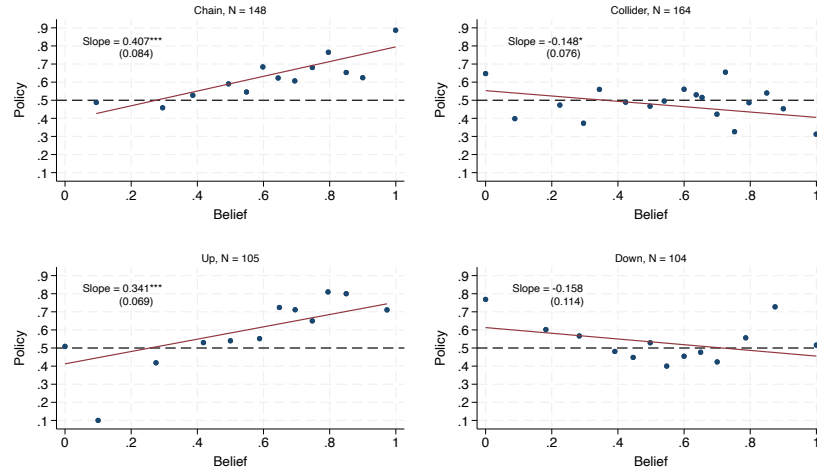 Chain, N = 148
Slope = 0.407***
(0.084)
Policy
.9
.8
.7
.6
.5
.4
.3
.2
.1
0 .2 .4 .6 .8 1
Belief
Collider, N = 164
Slope = -0.148*
(0.076)
Policy
.9
.8
.7
.6
.5
.4
.3
.2
.1
0 .2 .4 .6 .8 1
Belief
Up, N = 105
Slope = 0.341***
(0.069)
Policy
.9
.8
.7
.6
.5
.4
.3
.2
.1
0 .2 .4 .6 .8 1
Belief
Down, N = 104
Slope = -0.158
(0.114)
Policy
.9
.8
.7
.6
.5
.4
.3
.2
.1
0 .2 .4 .6 .8 1
Belief